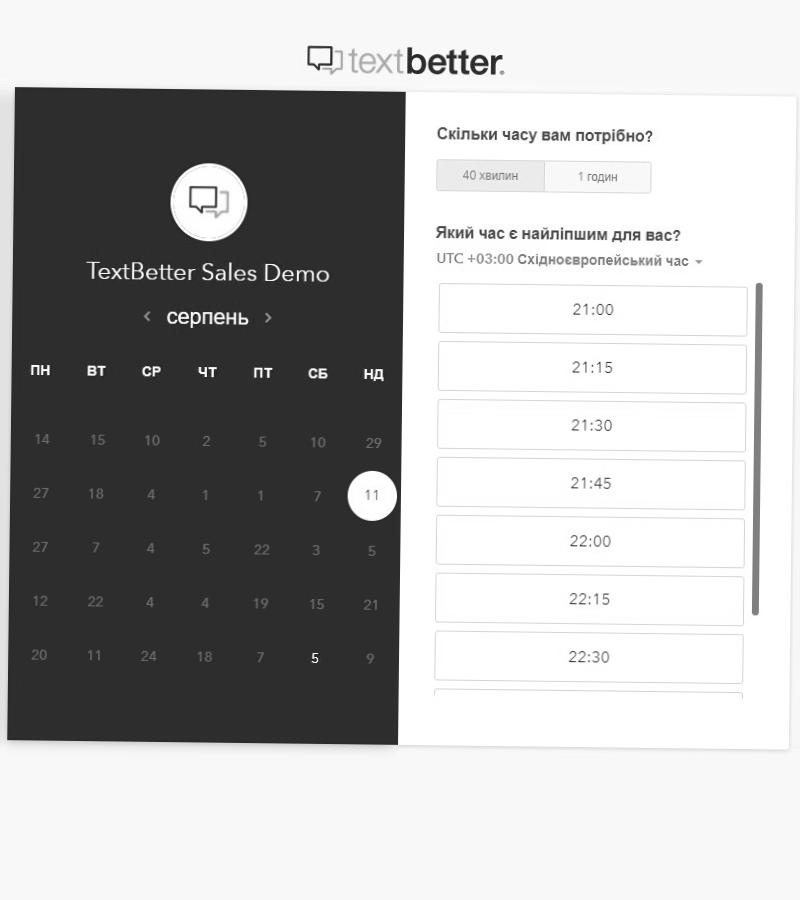 textbetter.
TextBetter Sales Demo
< серпень >
ПН ВТ СР ЧТ ПТ СБ НД
14 15 10 2 5 10 29
27 18 4 1 1 7 11
27 7 4 5 22 3 5
12 22 4 4 19 15 21
20 11 24 18 7 5 9
Скільки часу вам потрібно?
40 хвилин 1 годин
Який час є найліпшим для вас?
UTC +03:00 Східноєвропейський час
21:00
21:15
21:30
21:45
22:00
22:15
22:30